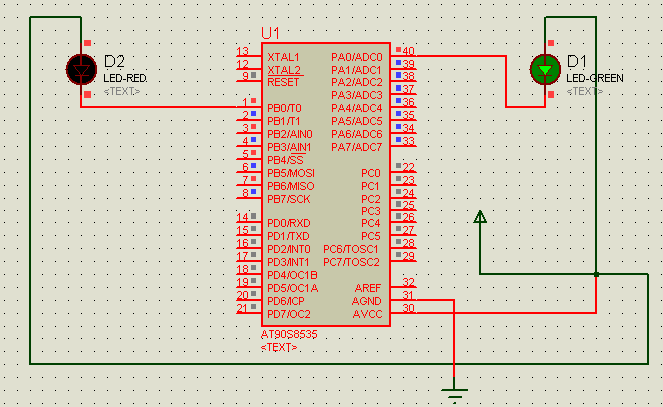 U1
D2
LED-RED
<TEXT>
D1
LED-GREEN
<TEXT>
13 XTAL1 PA0/ADC0 40
12 XTAL2 PA1/ADC1 39
9 RESET PA2/ADC2 38
PA3/ADC3 37
1 PB0/T0 PA4/ADC4 36
2 PB1/T1 PA5/ADC5 35
3 PB2/AIN0 PA6/ADC6 34
4 PB3/AIN1 PA7/ADC7 33
5 PB4/SS
6 PB5/MOSI PC0 22
7 PB6/MISO PC1 23
8 PB7/SCK PC2 24
PC3 25
14 PD0/RXD PC4 26
15 PD1/TXD PC5 27
16 PD2/INT0 PC6/TOSC1 28
17 PD3/INT1 PC7/TOSC2 29
18 PD4/OC1B
19 PD5/OC1A AREF 32
20 PD6/ICP AGND 31
21 PD7/OC2 AVCC 30
AT90S8535
<TEXT>